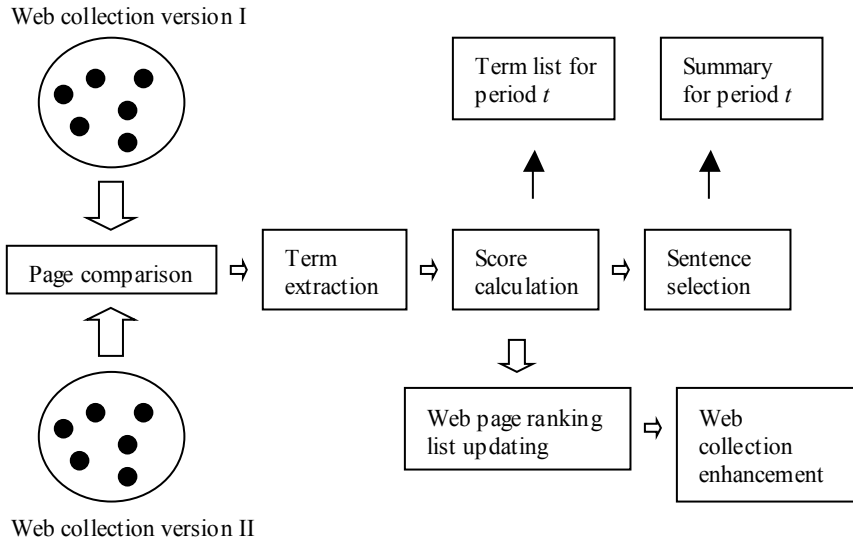 Web collection version I
Term list for
period t
Summary
for period t
Page comparison
Term
extraction
Score
calculation
Sentence
selection
Web page ranking
list updating
Web
collection
enhancement
Web collection version II